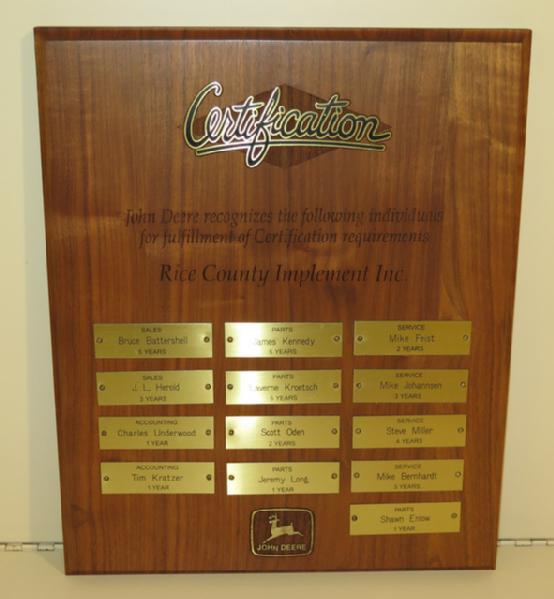 Certification
John Deere recognizes the following individuals
for fulfillment of Certification requirements
Rice County Implement Inc.
SALES
Bruce Battershell
5 YEARS
PARTS
James Kennedy
5 YEARS
SERVICE
Mike Feist
2 YEARS
SALES
J. L. Herold
3 YEARS
PARTS
Laverne Kroetsch
5 YEARS
SERVICE
Mike Johannsen
3 YEARS
ACCOUNTING
Charles Underwood
1 YEAR
PARTS
Scott Oden
2 YEARS
SERVICE
Steve Miller
4 YEARS
ACCOUNTING
Tim Kratzer
1 YEAR
PARTS
Jeremy Long
1 YEAR
SERVICE
Mike Bernhardt
3 YEARS
PARTS
Shawn Enlow
1 YEAR
JOHN DEERE